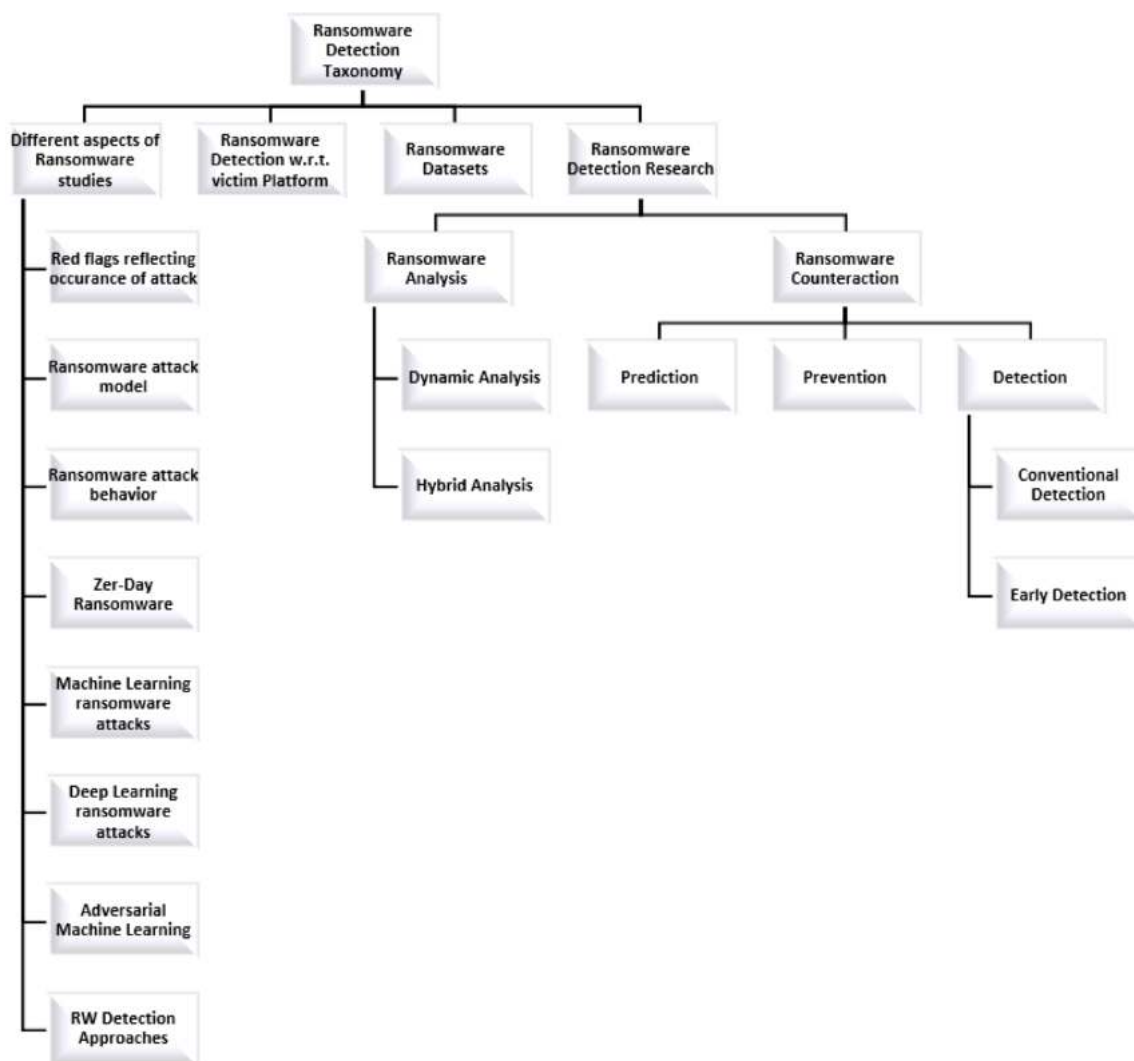 Ransomware
Detection
Taxonomy
Different aspects of
Ransomware
studies
Ransomware
Detection w.r.t.
victim Platform
Ransomware
Datasets
Ransomware
Detection Research
Red flags reflecting
occurance of attack
Ransomware attack
model
Ransomware attack
behavior
Zer-Day
Ransomware
Machine Learning
ransomware
attacks
Deep Learning
ransomware
attacks
Adversarial
Machine Learning
RW Detection
Approaches
Ransomware
Analysis
Dynamic Analysis
Hybrid Analysis
Ransomware
Counteraction
Prediction
Prevention
Detection
Conventional
Detection
Early Detection